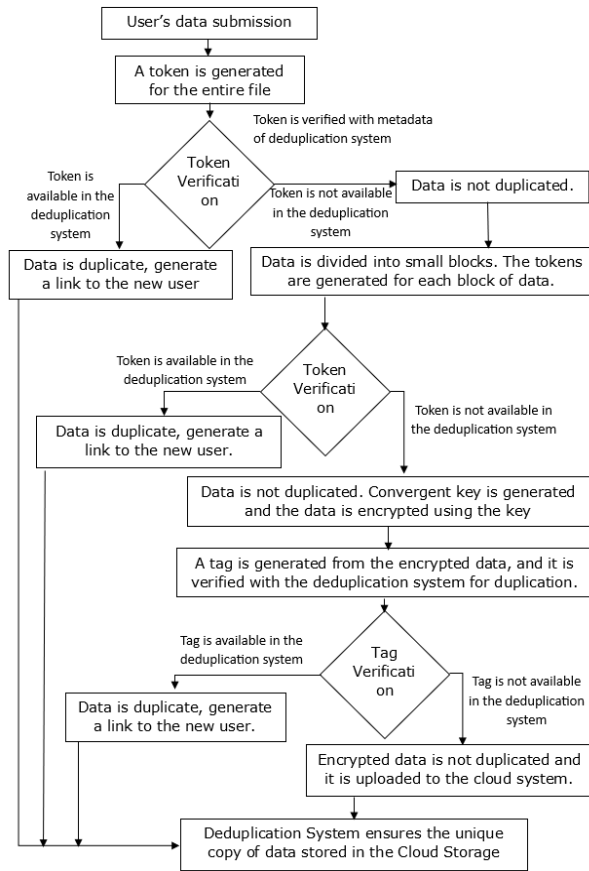 User's data submission
A token is generated
for the entire file
Token is verified with metadata
of deduplication system
Token
Verificati
on
Token is
available in the
deduplication
system
Token is not available
in the deduplication
system
Data is not duplicated.
Data is duplicate, generate
a link to the new user
Data is divided into small blocks. The tokens
are generated for each block of data.
Token is available in the
deduplication system
Token
Verificati
on
Token is not available in
the deduplication system
Data is duplicate, generate a
link to the new user.
Data is not duplicated. Convergent key is generated
and the data is encrypted using the key
A tag is generated from the encrypted data, and it is
verified with the deduplication system for duplication.
Tag is available in the
deduplication system
Tag
Verificati
on
Tag is not available
in the deduplication
system
Data is duplicate, generate
a link to the new user.
Encrypted data is not duplicated and
it is uploaded to the cloud system.
Deduplication System ensures the unique
copy of data stored in the Cloud Storage